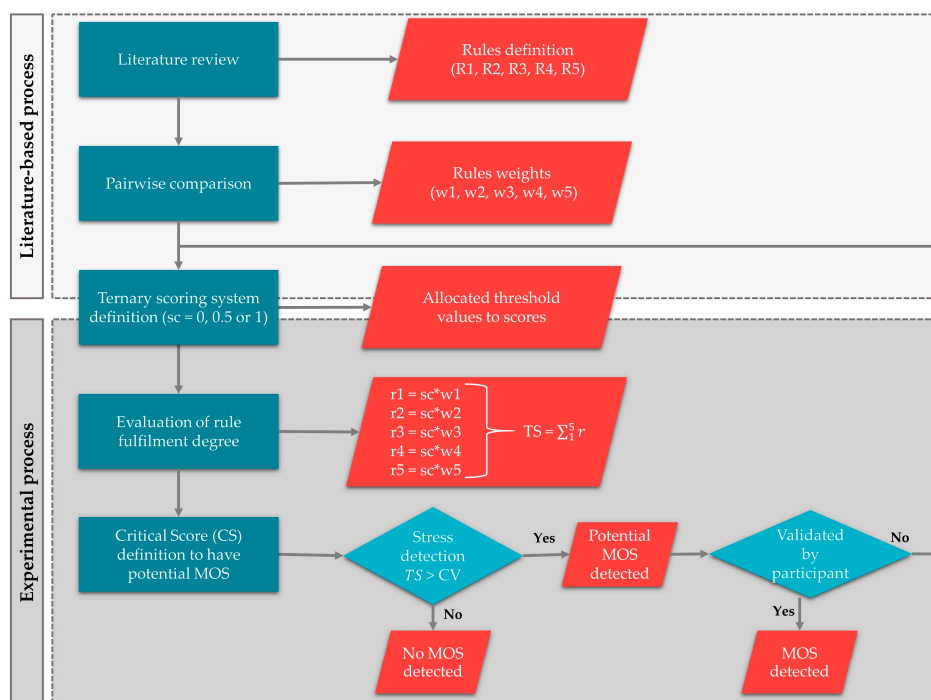 Literature-based process
Literature review
Rules definition
(R1, R2, R3, R4, R5)
Pairwise comparison
Rules weights
(w1, w2, w3, w4, w5)
Ternary scoring system
definition (sc = 0, 0.5 or 1)
Allocated threshold
values to scores
Experimental process
Evaluation of rule
fulfilment degree
r1 = sc*w1
r2 = sc*w2
r3 = sc*w3
r4 = sc*w4
r5 = sc*w5
TS = ∑₁⁵ r
Critical Score (CS)
definition to have
potential MOS
Stress
detection
TS > CV
Yes
No
Potential
MOS
detected
Validated
by
participant
No
Yes
No MOS
detected
MOS
detected